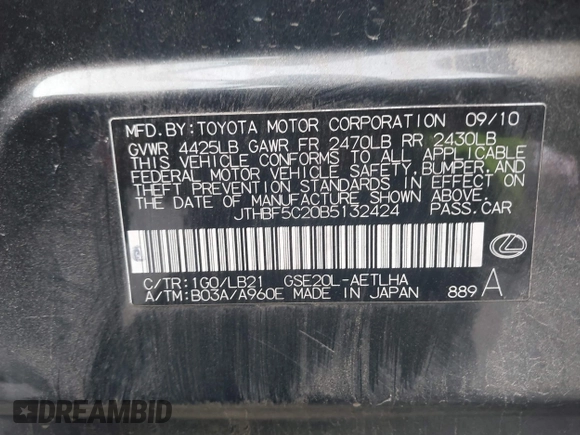 MFD.BY:TOYOTA MOTOR CORPORATION 09/10
GVWR 4425LB GAWR FR 2470LB RR 2430LB
THIS VEHICLE CONFORMS TO ALL APPLICABLE
FEDERAL MOTOR VEHICLE SAFETY,BUMPER,AND
THEFT PREVENTION STANDARDS IN EFFECT ON
THE DATE OF MANUFACTURE SHOWN ABOVE.
JTHBF5C20B5132424 PASS.CAR
C/TR:1G0/LB21 GSE20L-AETLHA
A/TM:B03A/A960E MADE IN JAPAN 889 A
DREAMBID